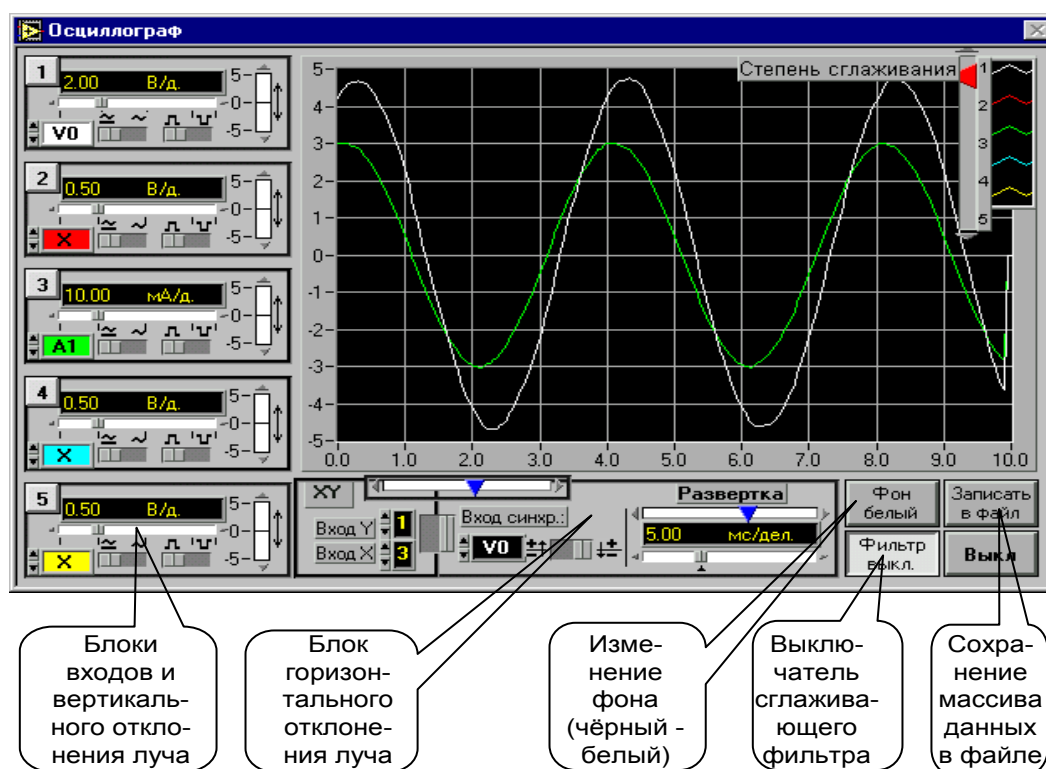 Осциллограф
1
2.00 В/д.
5
-0-
-5
V0
2
0.50 В/д.
5
-0-
-5
X
3
10.00 мА/д.
5
-0-
-5
A1
4
0.50 В/д.
5
-0-
-5
X
5
0.50 В/д.
5
-0-
-5
X
Степень сглаживания
1
2
3
4
5
5
4
3
2
1
0
-1
-2
-3
-4
-5
0.0 1.0 2.0 3.0 4.0 5.0 6.0 7.0 8.0 9.0 10.0
XY
Вход Y 1
Вход X 3
Вход синхр.:
V0
Развертка
5.00 мс/дел.
Фон
белый
Записать
в файл
Фильтр
выкл.
Выкл
Блоки
входов и
вертикаль-
ного откло-
нения луча
Блок
горизон-
тального
отклоне-
ния луча
Изме-
нение
фона
(чёрный -
белый)
Выклю-
чатель
сглажива-
ющего
фильтра
Сохра-
нение
массива
данных
в файле